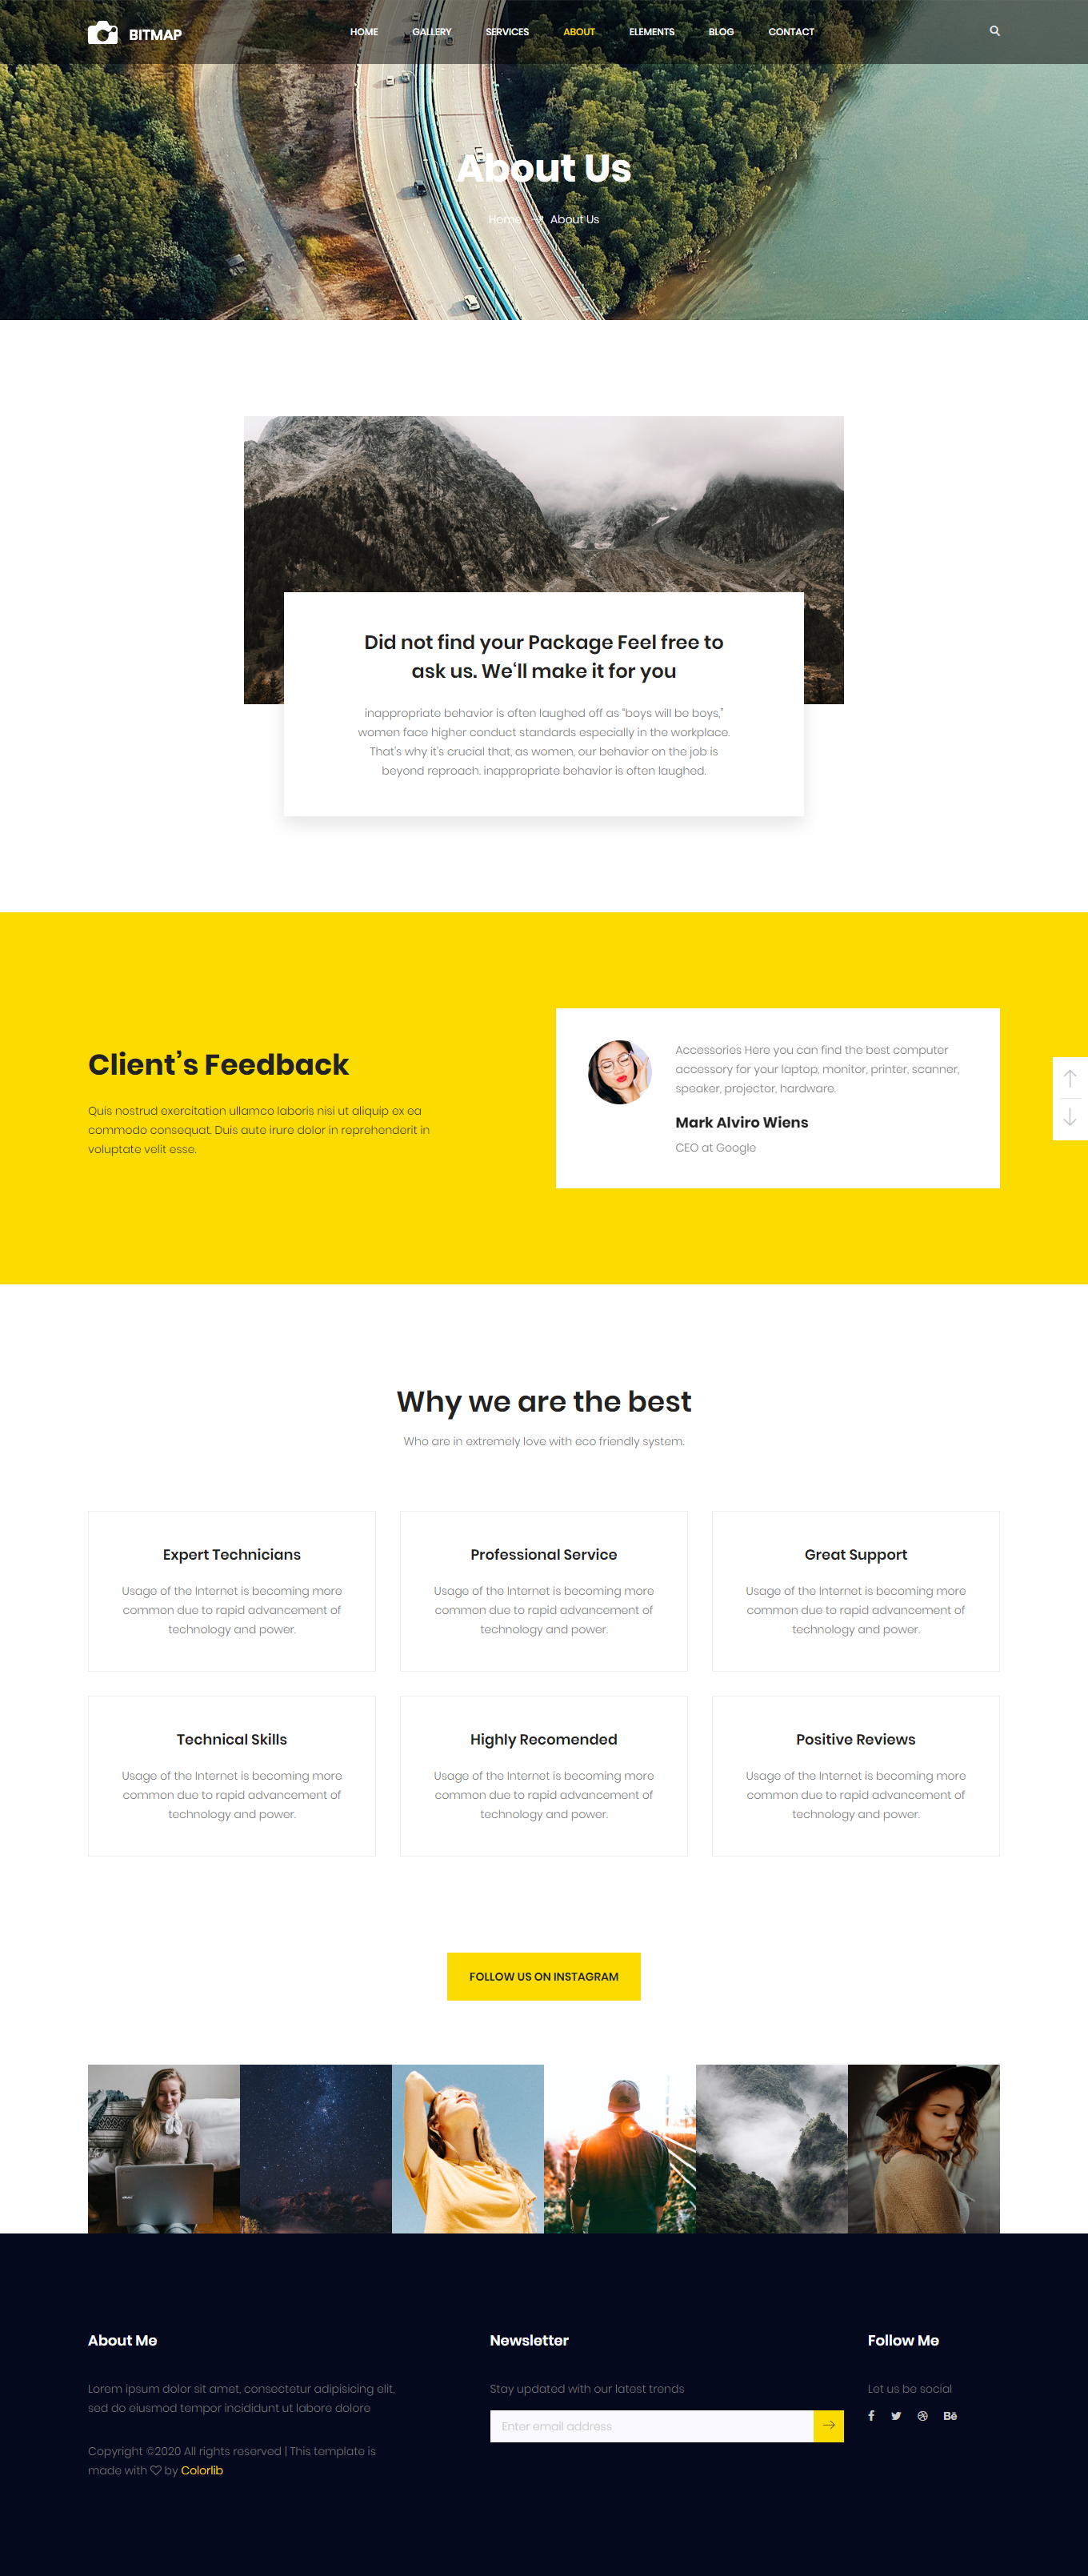 BITMAP
HOME GALLERY SERVICES ABOUT ELEMENTS BLOG CONTACT
About Us
Home → About Us
Did not find your Package Feel free to
ask us. We‘ll make it for you
inappropriate behavior is often laughed off as “boys will be boys,”
women face higher conduct standards especially in the workplace.
That’s why it’s crucial that, as women, our behavior on the job is
beyond reproach. inappropriate behavior is often laughed.
Client’s Feedback
Quis nostrud exercitation ullamco laboris nisi ut aliquip ex ea
commodo consequat. Duis aute irure dolor in reprehenderit in
voluptate velit esse.
Accessories Here you can find the best computer
accessory for your laptop, monitor, printer, scanner,
speaker, projector, hardware.
Mark Alviro Wiens
CEO at Google
Why we are the best
Who are in extremely love with eco friendly system.
Expert Technicians
Usage of the Internet is becoming more
common due to rapid advancement of
technology and power.
Professional Service
Usage of the Internet is becoming more
common due to rapid advancement of
technology and power.
Great Support
Usage of the Internet is becoming more
common due to rapid advancement of
technology and power.
Technical Skills
Usage of the Internet is becoming more
common due to rapid advancement of
technology and power.
Highly Recomended
Usage of the Internet is becoming more
common due to rapid advancement of
technology and power.
Positive Reviews
Usage of the Internet is becoming more
common due to rapid advancement of
technology and power.
FOLLOW US ON INSTAGRAM
About Me
Lorem ipsum dolor sit amet, consectetur adipisicing elit,
sed do eiusmod tempor incididunt ut labore dolore
Copyright ©2020 All rights reserved | This template is
made with ♡ by Colorlib
Newsletter
Stay updated with our latest trends
Enter email address
Follow Me
Let us be social